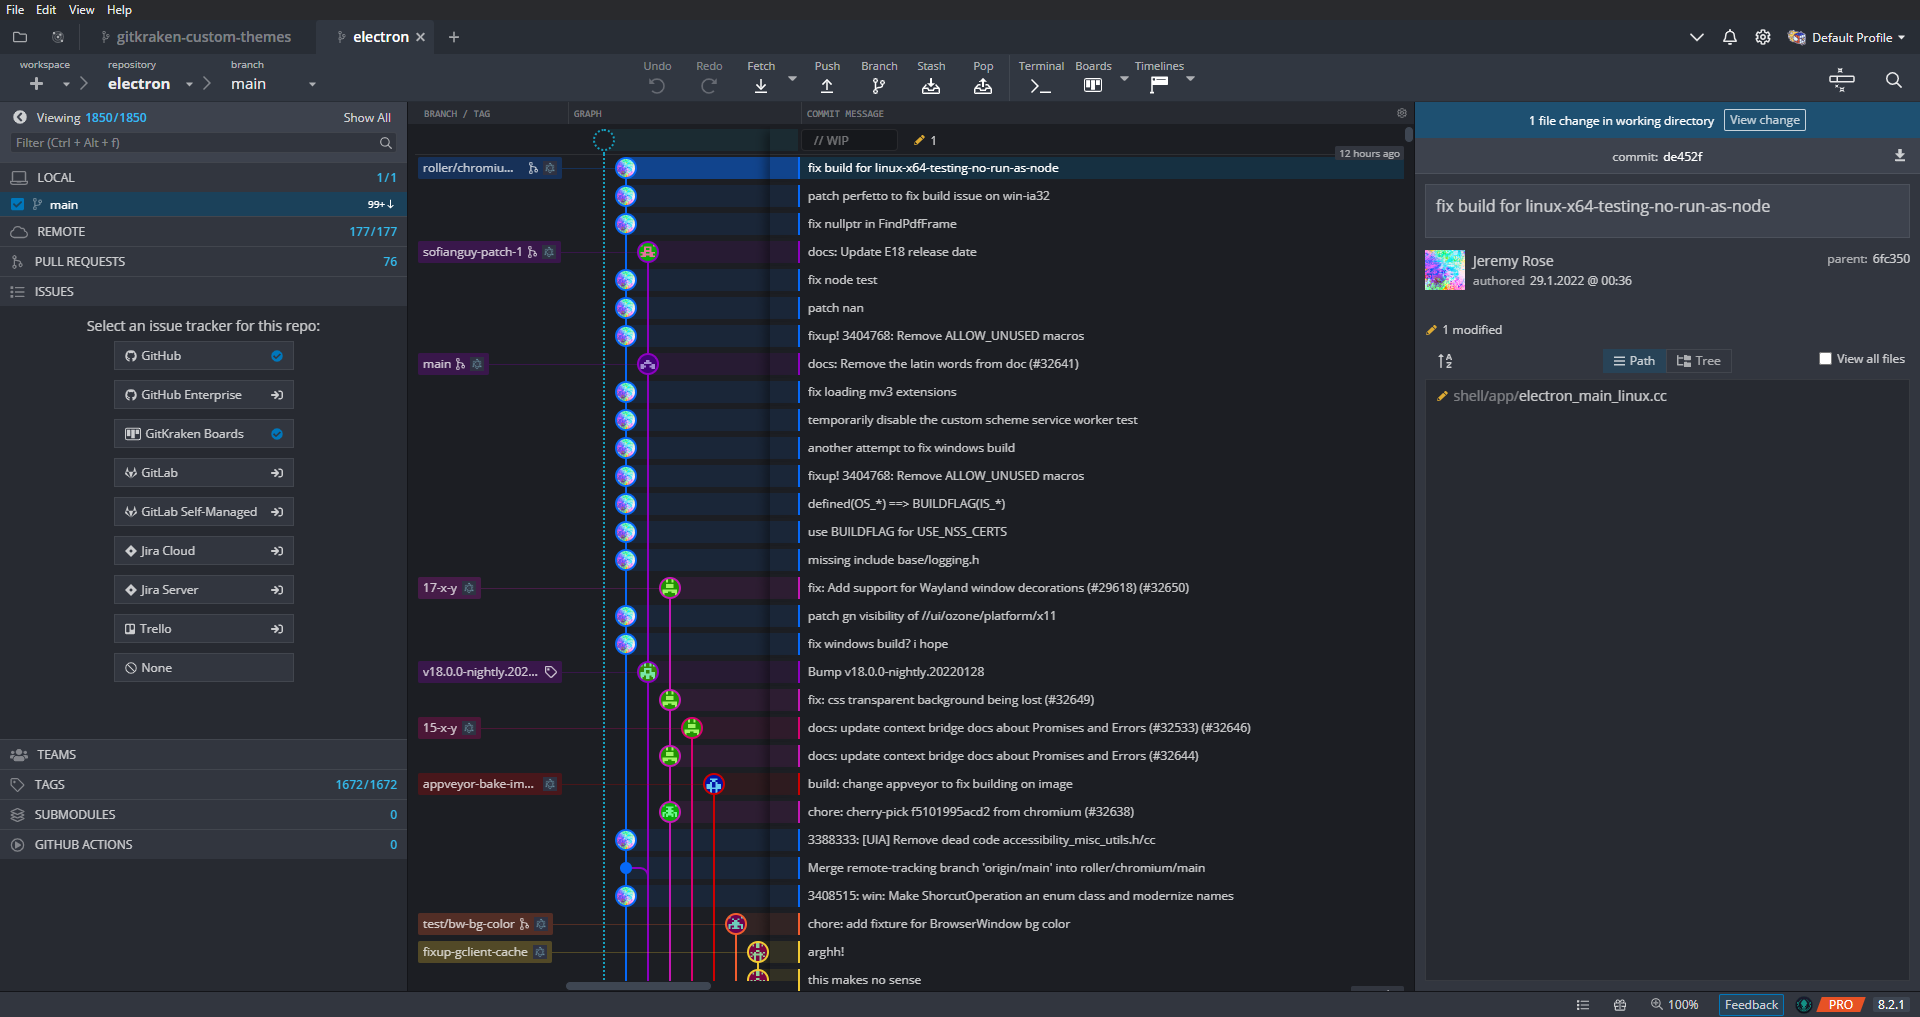 File Edit View Help
gitkraken-custom-themes
electron
Default Profile
workspace
repository
electron
branch
main
Undo
Redo
Fetch
Push
Branch
Stash
Pop
Terminal
Boards
Timelines
Viewing 1850/1850
Show All
Filter (Ctrl + Alt + f)
LOCAL 1/1
main 99+
REMOTE 177/177
PULL REQUESTS 76
ISSUES
Select an issue tracker for this repo:
GitHub
GitHub Enterprise
GitKraken Boards
GitLab
GitLab Self-Managed
Jira Cloud
Jira Server
Trello
None
TEAMS
TAGS 1672/1672
SUBMODULES 0
GITHUB ACTIONS 0
BRANCH / TAG GRAPH COMMIT MESSAGE
// WIP 1
12 hours ago
roller/chromiu... fix build for linux-x64-testing-no-run-as-node
patch perfetto to fix build issue on win-ia32
fix nullptr in FindPdfFrame
sofianguy-patch-1 docs: Update E18 release date
fix node test
patch nan
fixup! 3404768: Remove ALLOW_UNUSED macros
main docs: Remove the latin words from doc (#32641)
fix loading mv3 extensions
temporarily disable the custom scheme service worker test
another attempt to fix windows build
fixup! 3404768: Remove ALLOW_UNUSED macros
defined(OS_*) ==> BUILDFLAG(IS_*)
use BUILDFLAG for USE_NSS_CERTS
missing include base/logging.h
17-x-y fix: Add support for Wayland window decorations (#29618) (#32650)
patch gn visibility of //ui/ozone/platform/x11
fix windows build? i hope
v18.0.0-nightly.202... Bump v18.0.0-nightly.20220128
fix: css transparent background being lost (#32649)
15-x-y docs: update context bridge docs about Promises and Errors (#32533) (#32646)
docs: update context bridge docs about Promises and Errors (#32644)
appveyor-bake-im... build: change appveyor to fix building on image
chore: cherry-pick f5101995acd2 from chromium (#32638)
3388333: [UIA] Remove dead code accessibility_misc_utils.h/cc
Merge remote-tracking branch 'origin/main' into roller/chromium/main
3408515: win: Make ShorcutOperation an enum class and modernize names
test/bw-bg-color chore: add fixture for BrowserWindow bg color
fixup-gclient-cache arghh!
this makes no sense
1 file change in working directory View change
commit: de452f
fix build for linux-x64-testing-no-run-as-node
Jeremy Rose
authored 29.1.2022 @ 00:36
parent: 6fc350
1 modified
Path Tree
View all files
shell/app/electron_main_linux.cc
100% Feedback PRO 8.2.1